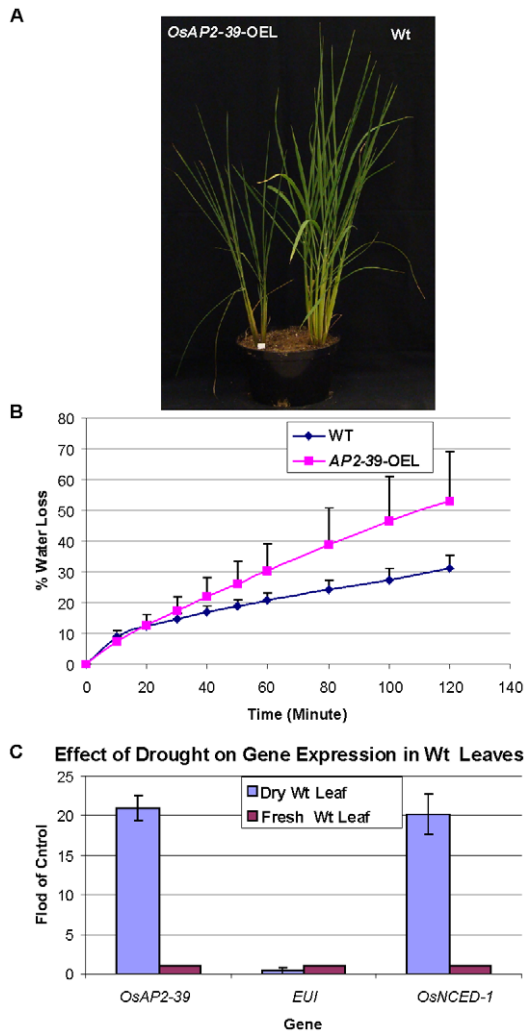 A
OsAP2-39-OEL Wt
B
80
70
60
50
40
30
20
10
0
% Water Loss
WT
AP2-39-OEL
0 20 40 60 80 100 120 140
Time (Minute)
C Effect of Drought on Gene Expression in Wt Leaves
25
20
15
10
5
0
Flod of Cntrol
Dry Wt Leaf
Fresh Wt Leaf
OsAP2-39 EUI OsNCED-1
Gene